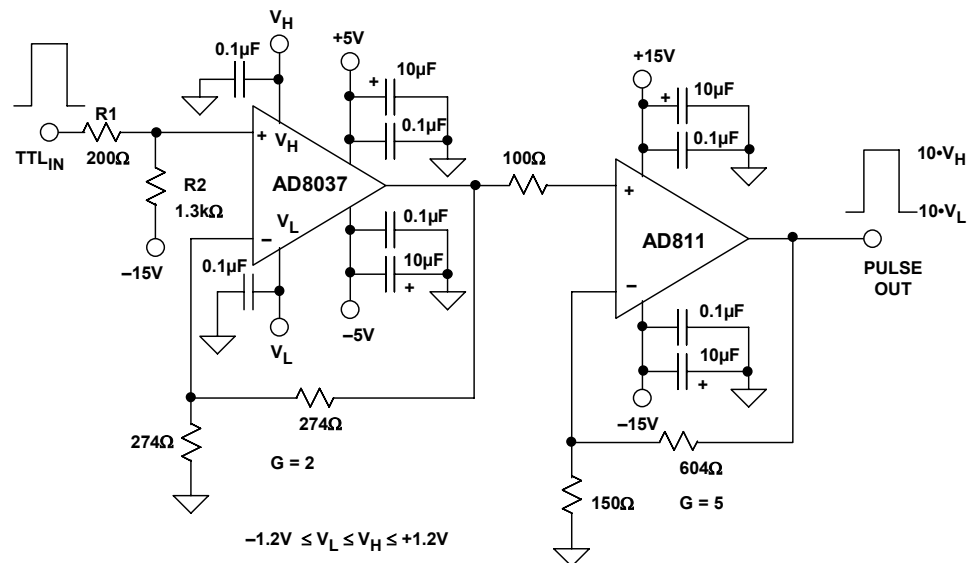 V_H
+5V
+15V
0.1µF
10µF
+
10µF
+
R1
+
V_H
0.1µF
0.1µF
10•V_H
TTL_IN
200Ω
100Ω
R2
1.3kΩ
AD8037
+
10•V_L
V_L
0.1µF
AD811
–
–15V
0.1µF
10µF
+
–
PULSE
OUT
0.1µF
V_L
–5V
10µF
+
274Ω
–15V
274Ω
604Ω
G = 2
150Ω
G = 5
–1.2V ≤ V_L ≤ V_H ≤ +1.2V